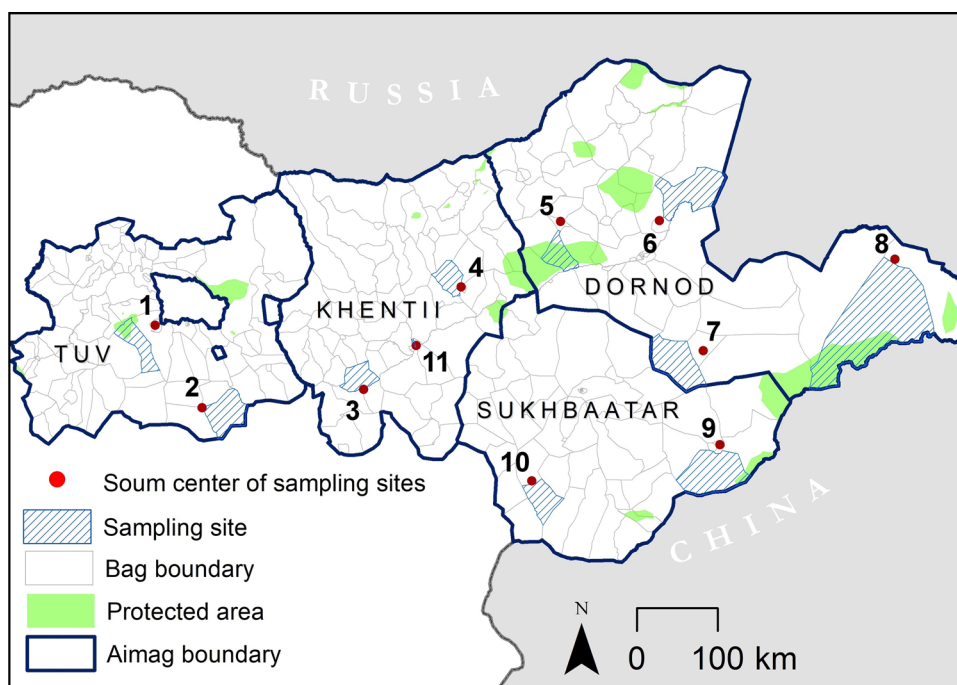 RUSSIA
8
5
6
4
DORNOD
KHENTII
1
7
TUV
11
2
3
SUKHBAATAR
9
10
CHINA
Soum center of sampling sites
Sampling site
Bag boundary
Protected area
Aimag boundary
N
0 100 km